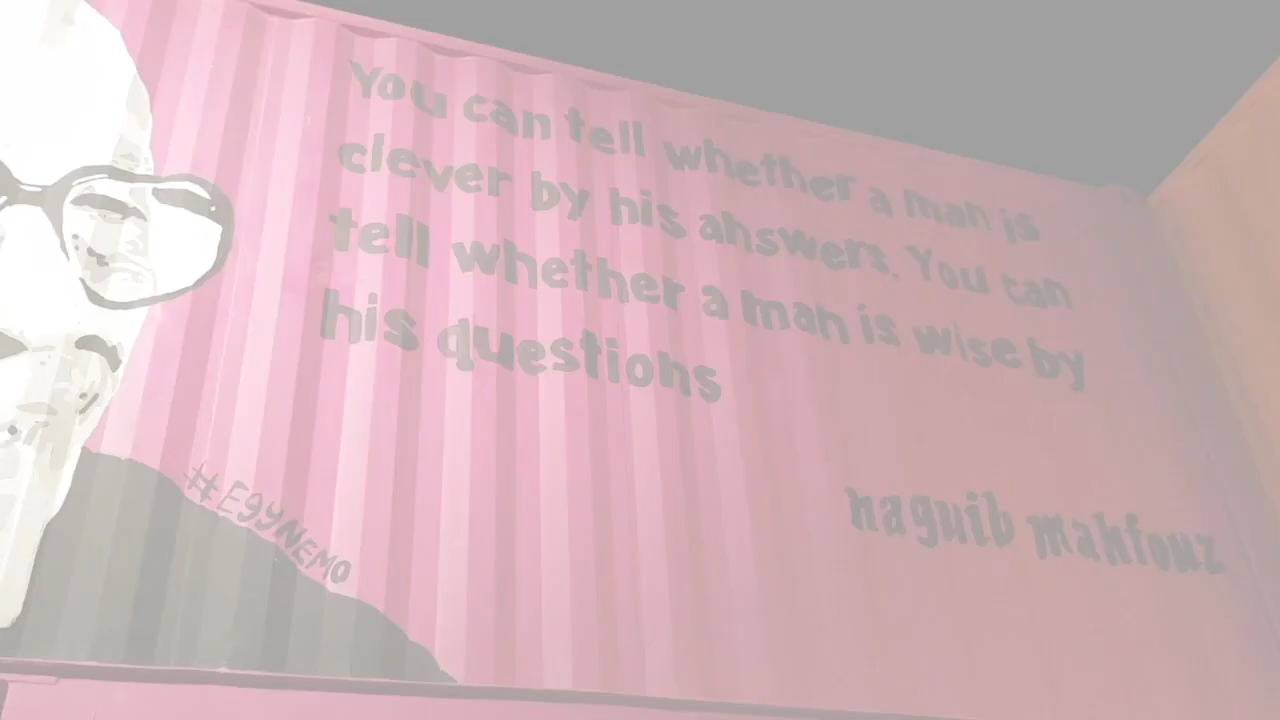 You can tell whether a man is
clever by his answers. You can
tell whether a man is wise by
his questions
naguib mahfouz
#EgyNEMO